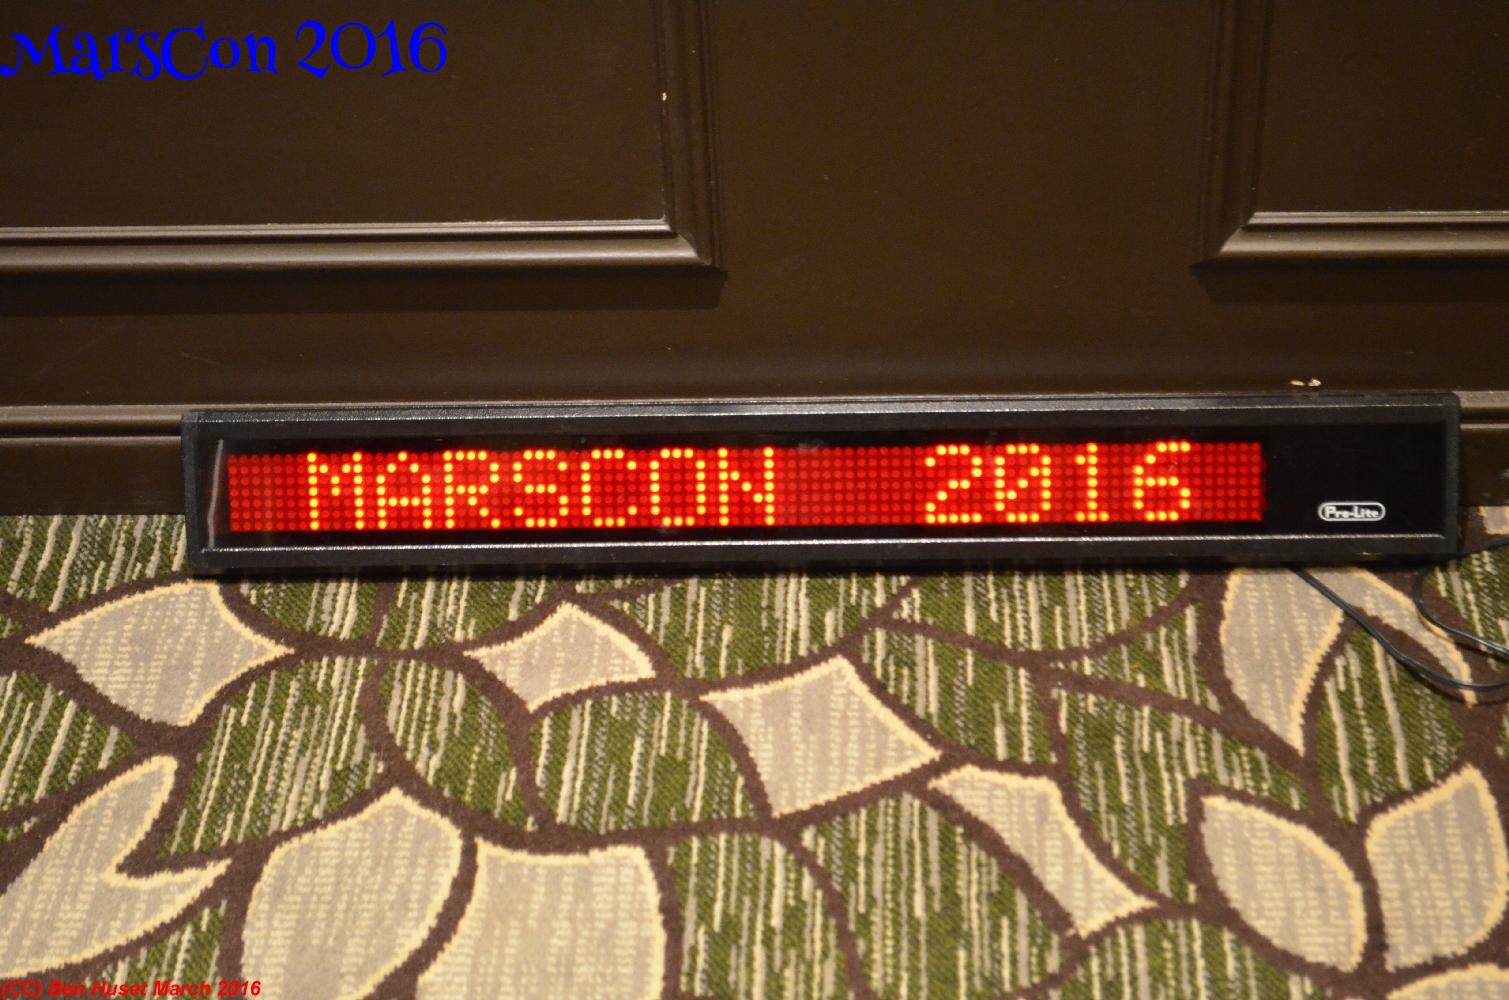 MarsCon 2016
MARSCON 2016
Pro-Lite
(CC) Ben Huset March 2016